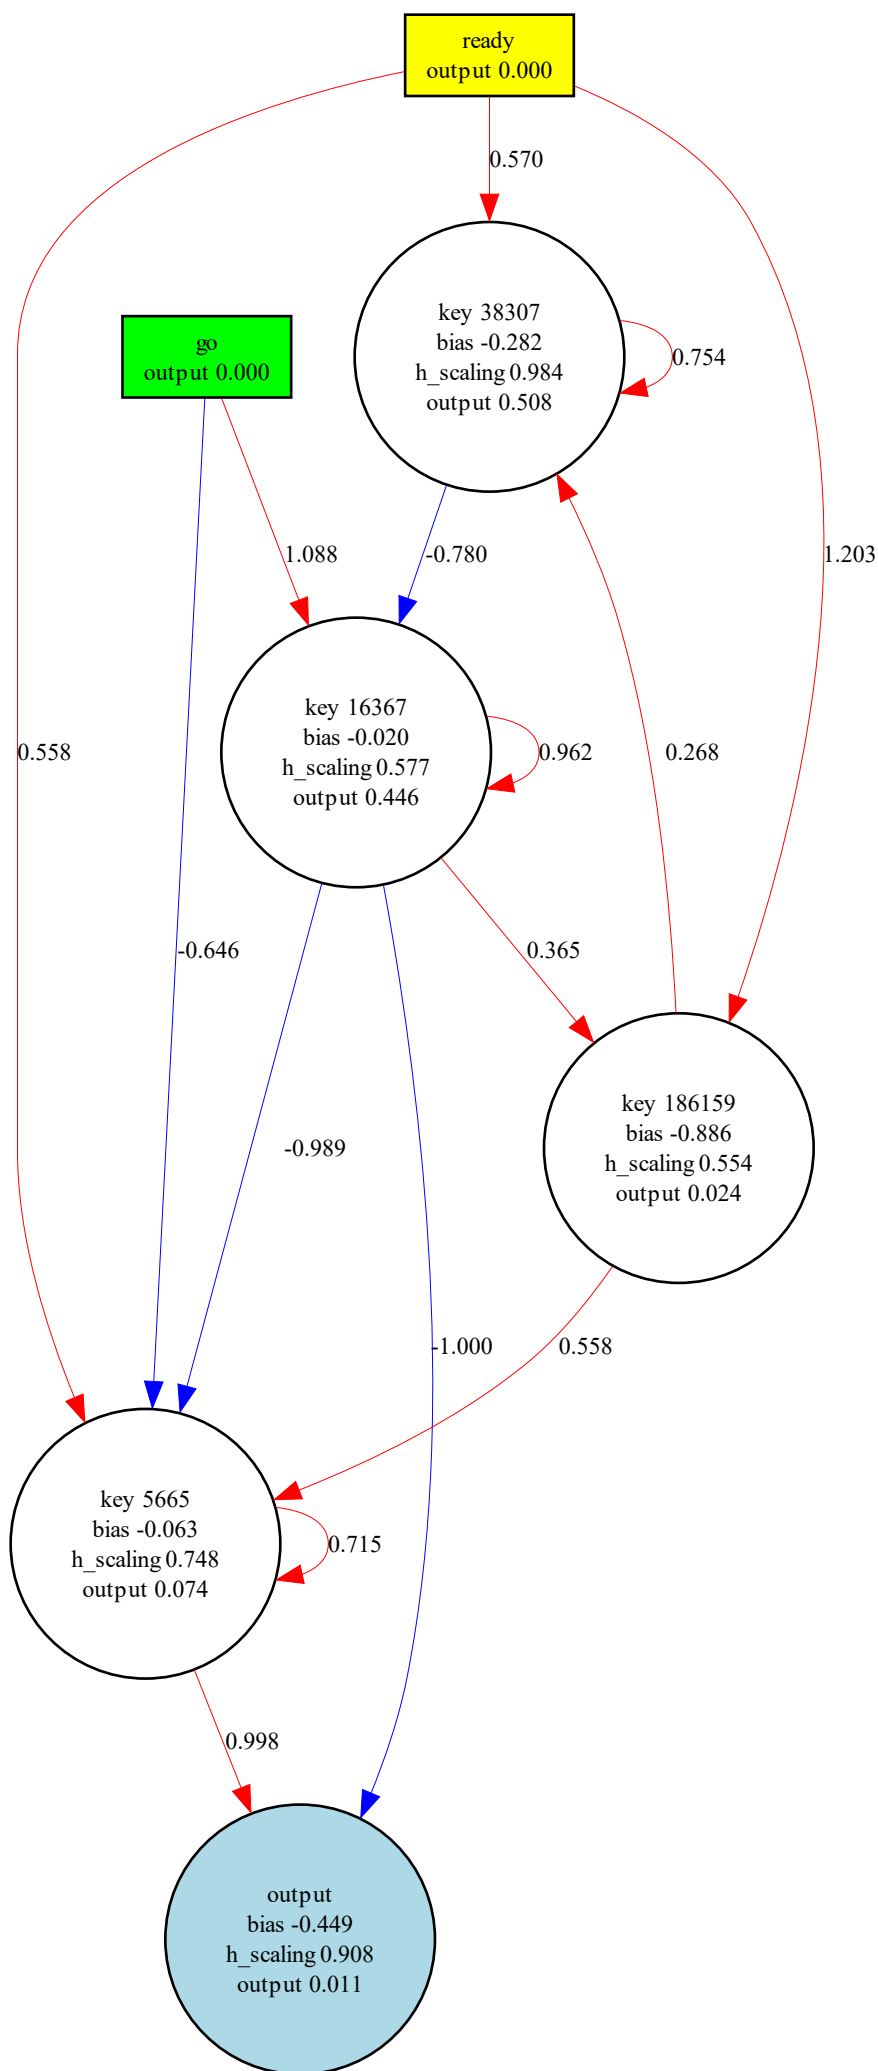 ready
output 0.000
0.570
key 38307
bias -0.282
h_scaling 0.984
output 0.508
0.754
go
output 0.000
1.088
-0.780
1.203
key 16367
bias -0.020
h_scaling 0.577
output 0.446
0.962
0.558
0.268
-0.646
0.365
-0.989
key 186159
bias -0.886
h_scaling 0.554
output 0.024
-1.000
0.558
key 5665
bias -0.063
h_scaling 0.748
output 0.074
0.715
0.998
output
bias -0.449
h_scaling 0.908
output 0.011